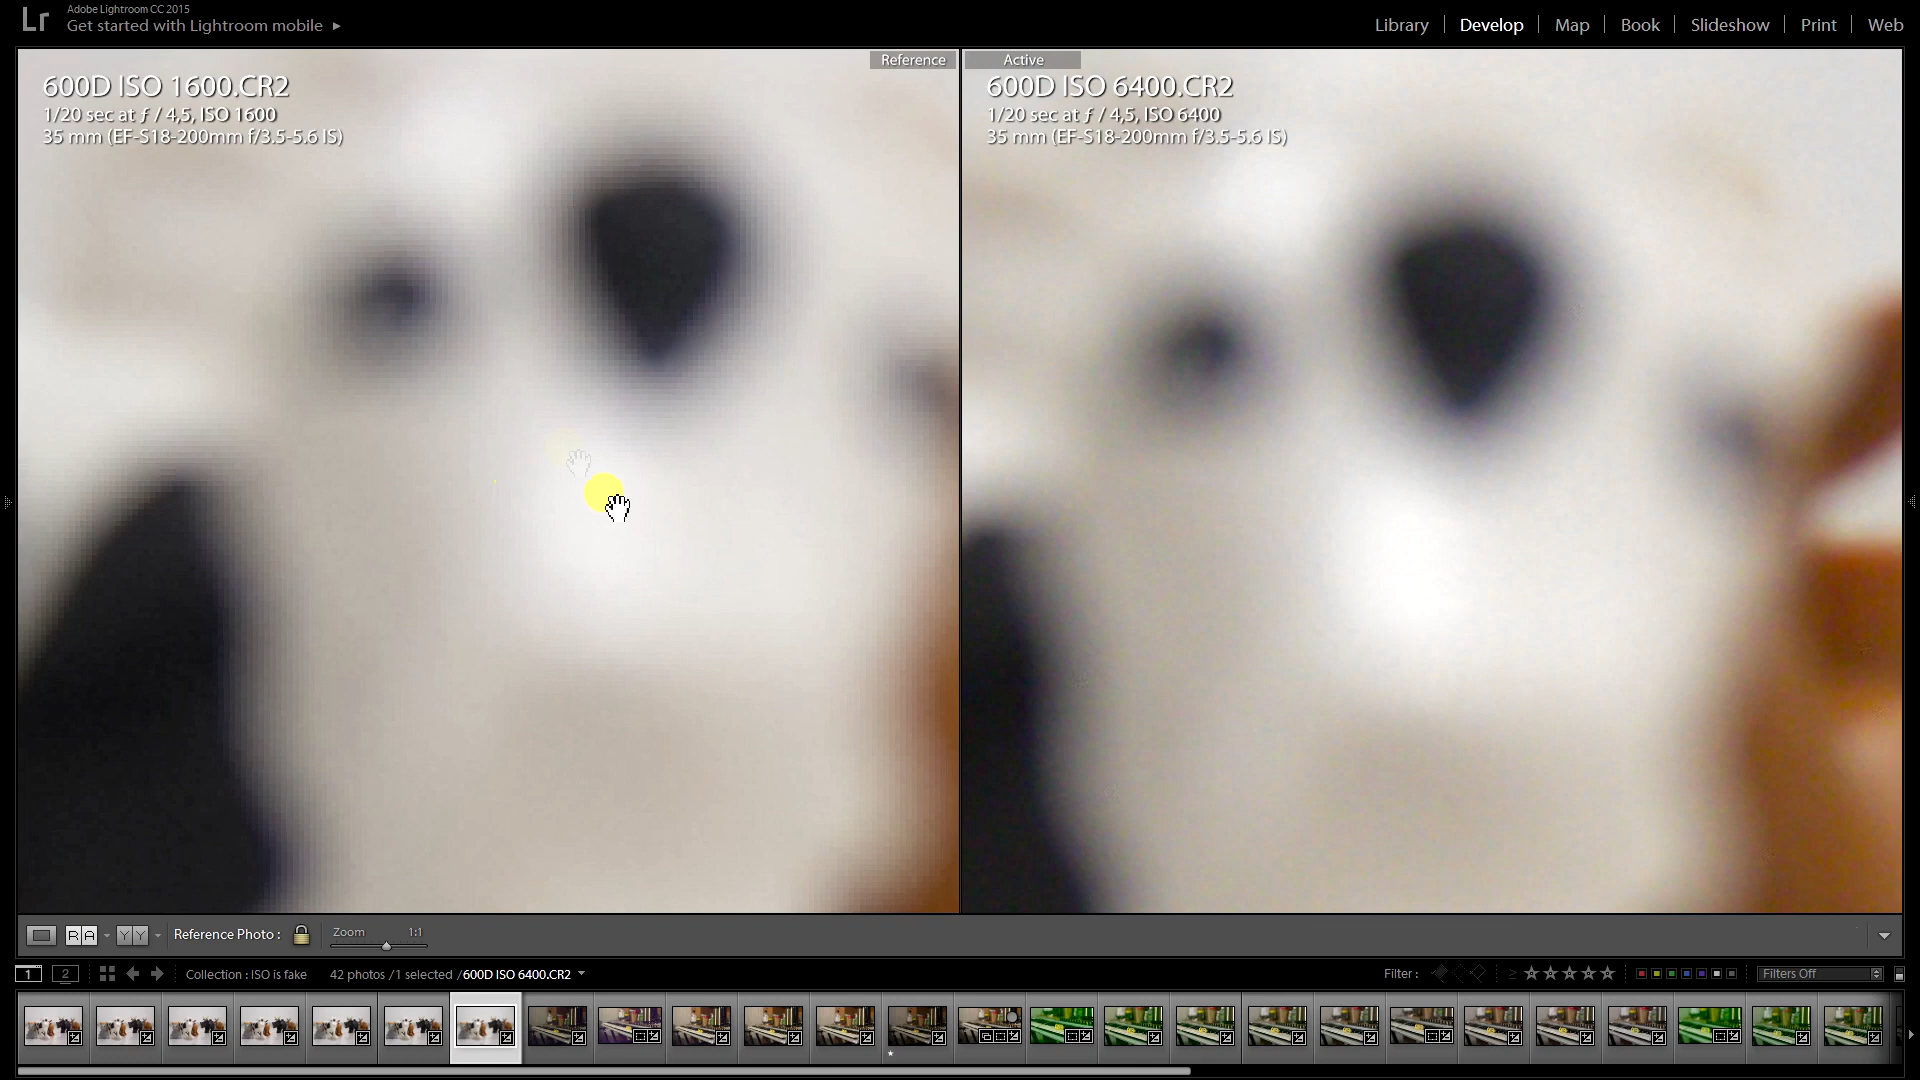 Lr
Adobe Lightroom CC 2015
Get started with Lightroom mobile
Library | Develop | Map | Book | Slideshow | Print | Web
Reference
Active
600D ISO 1600.CR2
1/20 sec at ƒ / 4,5, ISO 1600
35 mm (EF-S18-200mm f/3.5-5.6 IS)
600D ISO 6400.CR2
1/20 sec at ƒ / 4,5, ISO 6400
35 mm (EF-S18-200mm f/3.5-5.6 IS)
R A Y Y Reference Photo : Zoom 1:1
1 2 Collection : ISO is fake 42 photos /1 selected /600D ISO 6400.CR2 Filter : ≥ Filters Off